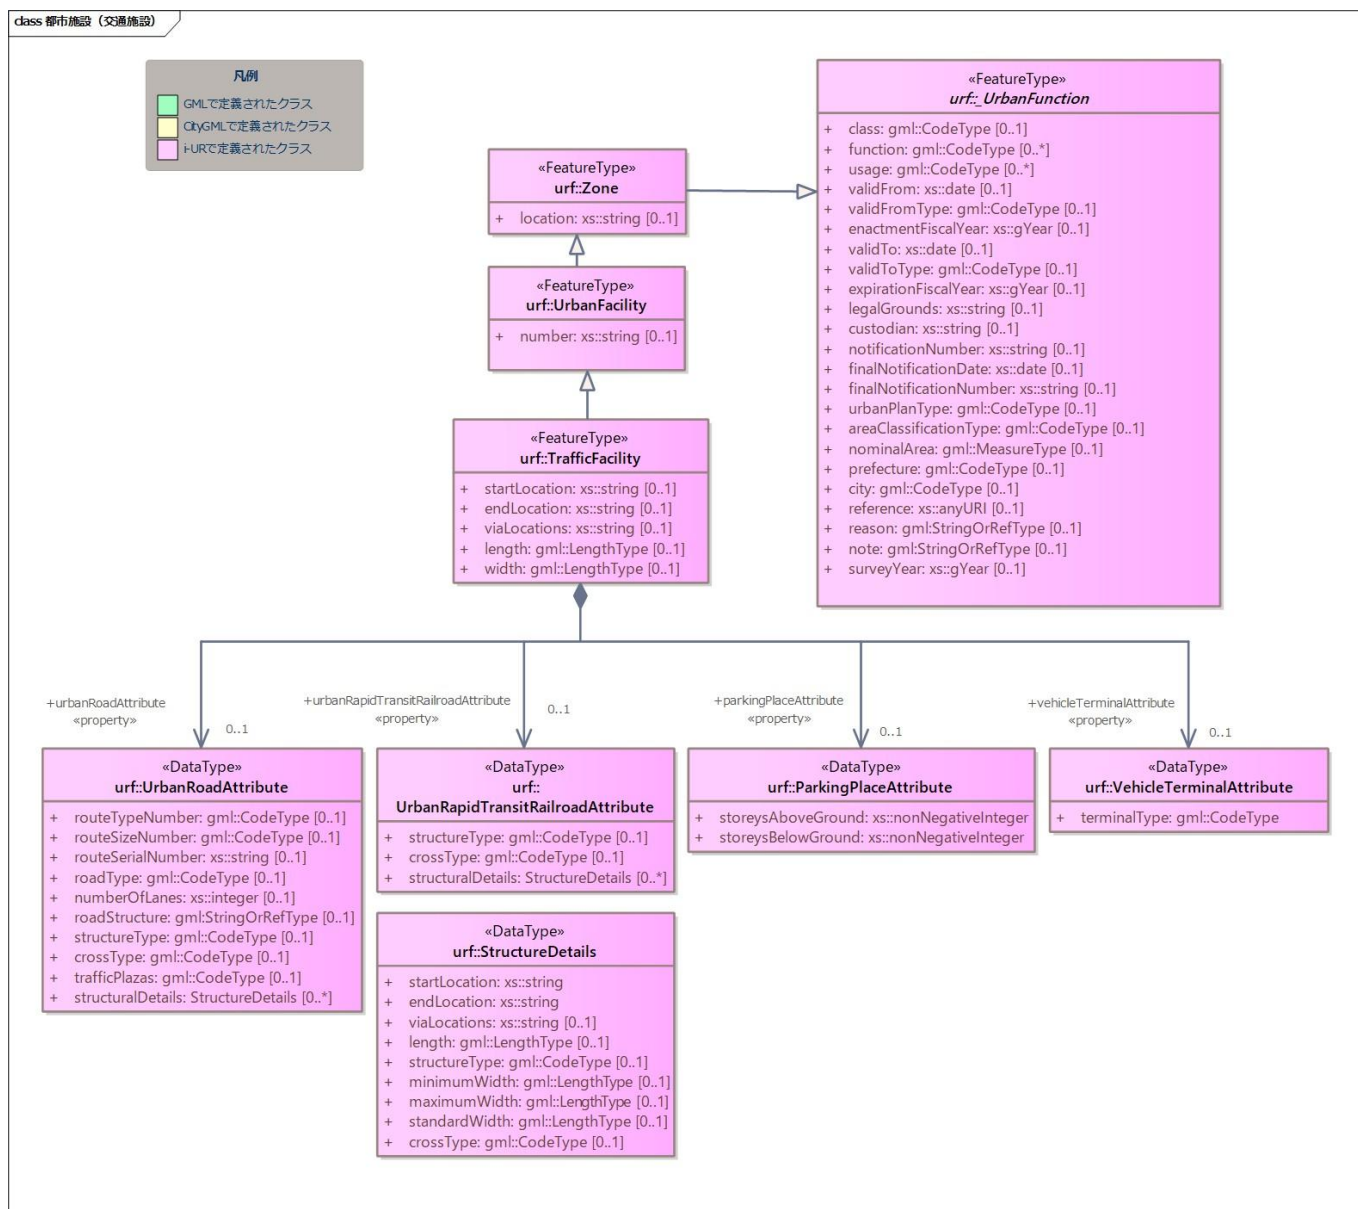 class 都市施設（交通施設）
凡例
GMLで定義されたクラス
CityGMLで定義されたクラス
i-URで定義されたクラス
«FeatureType»
urf::_UrbanFunction
+ class: gml::CodeType [0..1]
+ function: gml::CodeType [0..*]
+ usage: gml::CodeType [0..*]
+ validFrom: xs::date [0..1]
+ validFromType: gml::CodeType [0..1]
+ enactmentFiscalYear: xs::gYear [0..1]
+ validTo: xs::date [0..1]
+ validToType: gml::CodeType [0..1]
+ expirationFiscalYear: xs::gYear [0..1]
+ legalGrounds: xs::string [0..1]
+ custodian: xs::string [0..1]
+ notificationNumber: xs::string [0..1]
+ finalNotificationDate: xs::date [0..1]
+ finalNotificationNumber: xs::string [0..1]
+ urbanPlanType: gml::CodeType [0..1]
+ areaClassificationType: gml::CodeType [0..1]
+ nominalArea: gml::MeasureType [0..1]
+ prefecture: gml::CodeType [0..1]
+ city: gml::CodeType [0..1]
+ reference: xs::anyURI [0..1]
+ reason: gml:StringOrRefType [0..1]
+ note: gml:StringOrRefType [0..1]
+ surveyYear: xs::gYear [0..1]
«FeatureType»
urf::Zone
+ location: xs::string [0..1]
«FeatureType»
urf::UrbanFacility
+ number: xs::string [0..1]
«FeatureType»
urf::TrafficFacility
+ startLocation: xs::string [0..1]
+ endLocation: xs::string [0..1]
+ viaLocations: xs::string [0..1]
+ length: gml::LengthType [0..1]
+ width: gml::LengthType [0..1]
+urbanRoadAttribute
«property»
0..1
+urbanRapidTransitRailroadAttribute
«property»
0..1
+parkingPlaceAttribute
«property»
0..1
+vehicleTerminalAttribute
«property»
0..1
«DataType»
urf::UrbanRoadAttribute
+ routeTypeNumber: gml::CodeType [0..1]
+ routeSizeNumber: gml::CodeType [0..1]
+ routeSerialNumber: xs::string [0..1]
+ roadType: gml::CodeType [0..1]
+ numberOfLanes: xs::integer [0..1]
+ roadStructure: gml:StringOrRefType [0..1]
+ structureType: gml::CodeType [0..1]
+ crossType: gml::CodeType [0..1]
+ trafficPlazas: gml::CodeType [0..1]
+ structuralDetails: StructureDetails [0..*]
«DataType»
urf::
UrbanRapidTransitRailroadAttribute
+ structureType: gml::CodeType [0..1]
+ crossType: gml::CodeType [0..1]
+ structuralDetails: StructureDetails [0..*]
«DataType»
urf::ParkingPlaceAttribute
+ storeysAboveGround: xs::nonNegativeInteger
+ storeysBelowGround: xs::nonNegativeInteger
«DataType»
urf::VehicleTerminalAttribute
+ terminalType: gml::CodeType
«DataType»
urf::StructureDetails
+ startLocation: xs::string
+ endLocation: xs::string
+ viaLocations: xs::string [0..1]
+ length: gml::LengthType [0..1]
+ structureType: gml::CodeType [0..1]
+ minimumWidth: gml::LengthType [0..1]
+ maximumWidth: gml::LengthType [0..1]
+ standardWidth: gml::LengthType [0..1]
+ crossType: gml::CodeType [0..1]